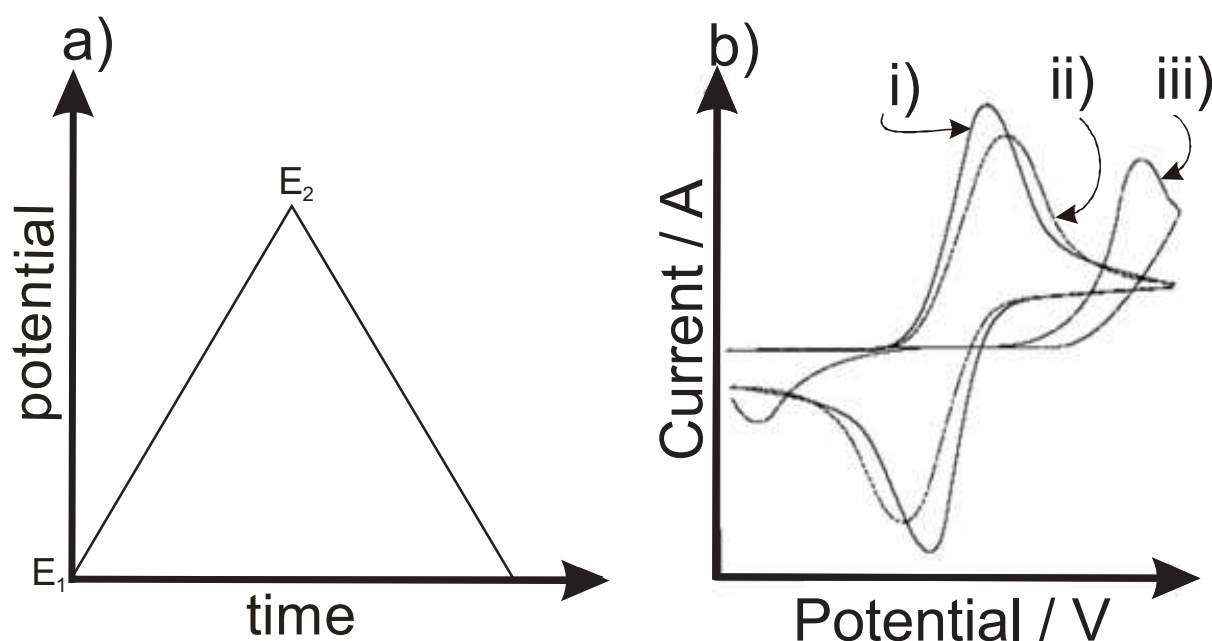 a)
potential
E₂
E₁
time
b)
i)
ii)
iii)
Current / A
Potential / V